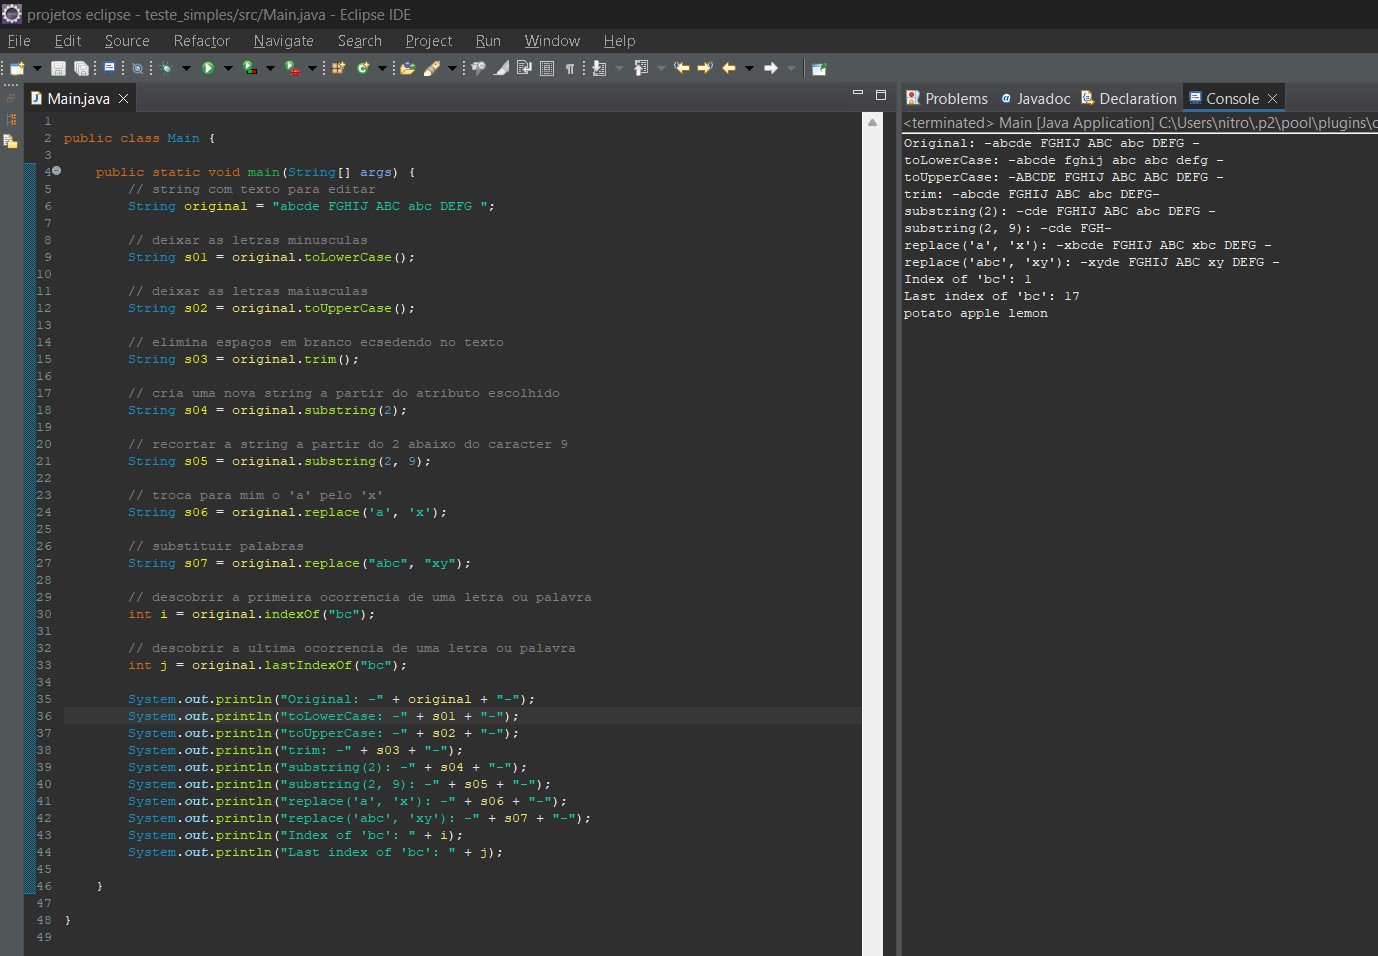 projetos eclipse - teste_simples/src/Main.java - Eclipse IDE
File Edit Source Refactor Navigate Search Project Run Window Help
Main.java
1
2 public class Main {
3
4 public static void main(String[] args) {
5 // string com texto para editar
6 String original = "abcde FGHIJ ABC abc DEFG ";
7
8 // deixar as letras minusculas
9 String s01 = original.toLowerCase();
10
11 // deixar as letras maiusculas
12 String s02 = original.toUpperCase();
13
14 // elimina espaços em branco ecsedendo no texto
15 String s03 = original.trim();
16
17 // cria uma nova string a partir do atributo escolhido
18 String s04 = original.substring(2);
19
20 // recortar a string a partir do 2 abaixo do caracter 9
21 String s05 = original.substring(2, 9);
22
23 // troca para mim o 'a' pelo 'x'
24 String s06 = original.replace('a', 'x');
25
26 // substituir palabras
27 String s07 = original.replace("abc", "xy");
28
29 // descobrir a primeira ocorrencia de uma letra ou palavra
30 int i = original.indexOf("bc");
31
32 // descobrir a ultima ocorrencia de uma letra ou palavra
33 int j = original.lastIndexOf("bc");
34
35 System.out.println("Original: -" + original + "-");
36 System.out.println("toLowerCase: -" + s01 + "-");
37 System.out.println("toUpperCase: -" + s02 + "-");
38 System.out.println("trim: -" + s03 + "-");
39 System.out.println("substring(2): -" + s04 + "-");
40 System.out.println("substring(2, 9): -" + s05 + "-");
41 System.out.println("replace('a', 'x'): -" + s06 + "-");
42 System.out.println("replace('abc', 'xy'): -" + s07 + "-");
43 System.out.println("Index of 'bc': " + i);
44 System.out.println("Last index of 'bc': " + j);
45
46 }
47
48 }
49
Problems Javadoc Declaration Console
<terminated> Main [Java Application] C:\Users\nitro\.p2\pool\plugins\
Original: -abcde FGHIJ ABC abc DEFG -
toLowerCase: -abcde fghij abc abc defg -
toUpperCase: -ABCDE FGHIJ ABC ABC DEFG -
trim: -abcde FGHIJ ABC abc DEFG-
substring(2): -cde FGHIJ ABC abc DEFG -
substring(2, 9): -cde FGH-
replace('a', 'x'): -xbcde FGHIJ ABC xbc DEFG -
replace('abc', 'xy'): -xyde FGHIJ ABC xy DEFG -
Index of 'bc': 1
Last index of 'bc': 17
potato apple lemon